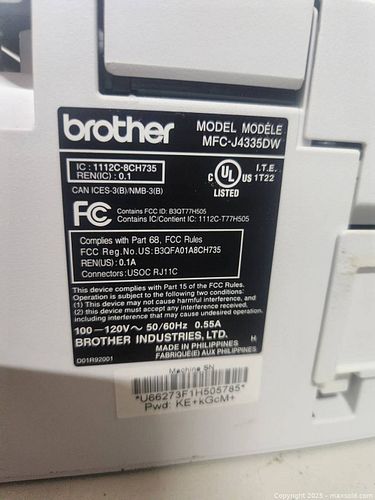 brother
MODEL MODÈLE
MFC-J4335DW
IC : 1112C-8CH735
REN(IC) : 0.1
CAN ICES-3(B)/NMB-3(B)
C UL US
LISTED
I.T.E.
1T22
FC
Contains FCC ID: B3QT77H505
Contains IC/Contient IC: 1112C-T77H505
Complies with Part 68, FCC Rules
FCC Reg.No.US: B3QFA01A8CH735
REN(US) : 0.1A
Connectors: USOC RJ11C
This device complies with Part 15 of the FCC Rules.
Operation is subject to the following two conditions:
(1) This device may not cause harmful interference, and
(2) this device must accept any interference received,
including interference that may cause undesired operation.
100-120V~ 50/60Hz 0.55A
BROTHER INDUSTRIES, LTD.
H
MADE IN PHILIPPINES
FABRIQUÉ(E) AUX PHILIPPINES
D01R92001
Machine SN
*U66273F1H505785*
Pwd: KE+kGcM+
Copyright 2025 - maxsold.com